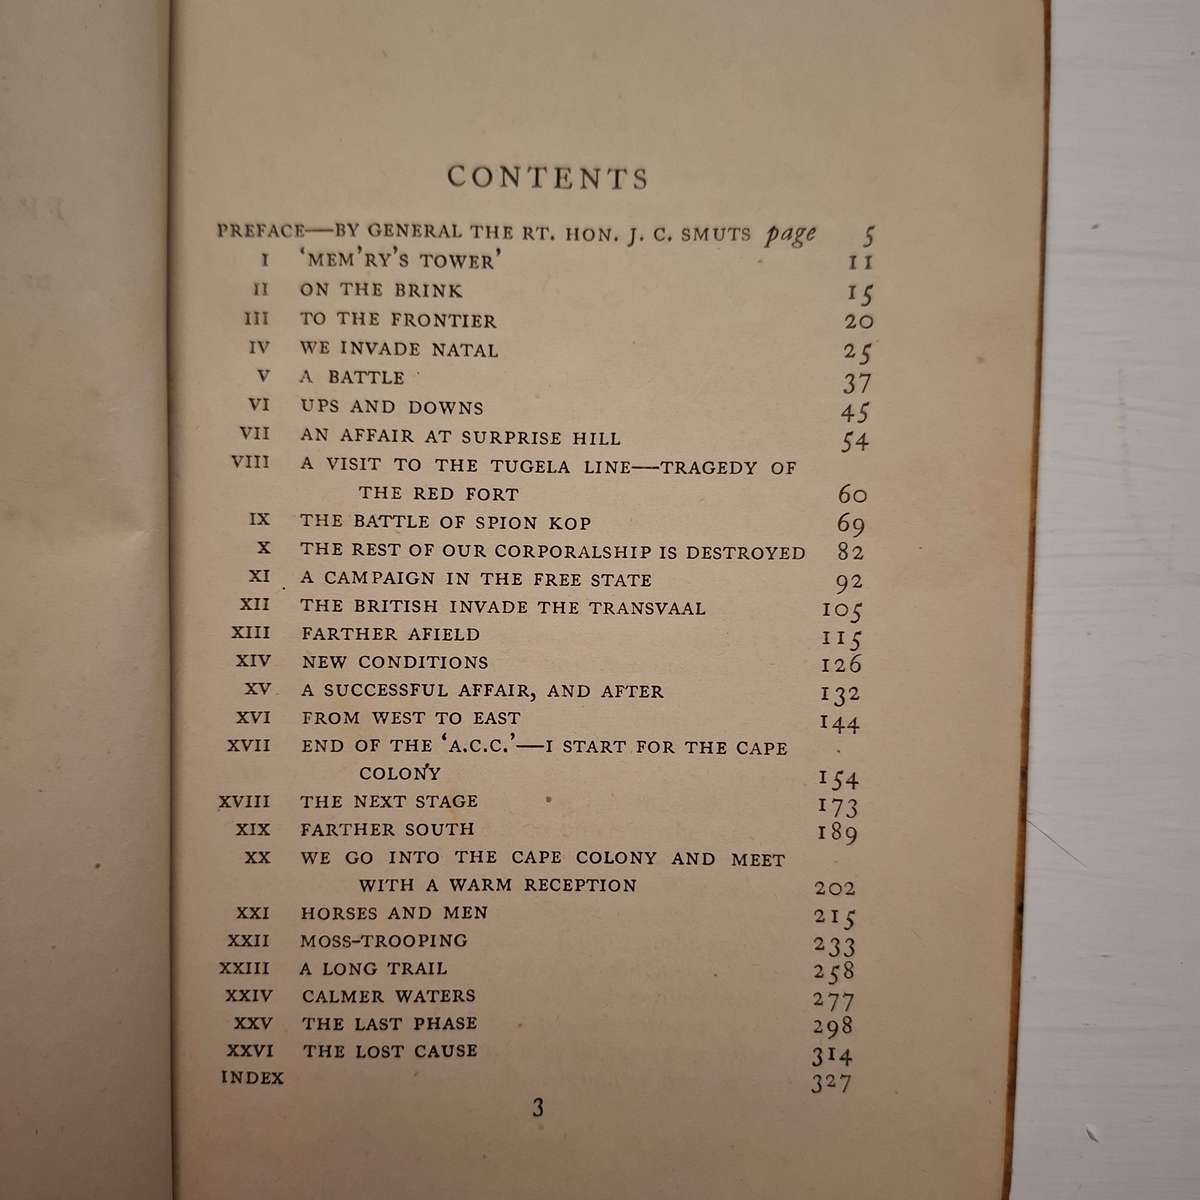 CONTENTS
PREFACE—BY GENERAL THE RT. HON. J. C. SMUTS page 5
I ‘MEM’RY’S TOWER’ 11
II ON THE BRINK 15
III TO THE FRONTIER 20
IV WE INVADE NATAL 25
V A BATTLE 37
VI UPS AND DOWNS 45
VII AN AFFAIR AT SURPRISE HILL 54
VIII A VISIT TO THE TUGELA LINE—TRAGEDY OF
THE RED FORT 60
IX THE BATTLE OF SPION KOP 69
X THE REST OF OUR CORPORALSHIP IS DESTROYED 82
XI A CAMPAIGN IN THE FREE STATE 92
XII THE BRITISH INVADE THE TRANSVAAL 105
XIII FARTHER AFIELD 115
XIV NEW CONDITIONS 126
XV A SUCCESSFUL AFFAIR, AND AFTER 132
XVI FROM WEST TO EAST 144
XVII END OF THE ‘A.C.C.’—I START FOR THE CAPE
COLONY 154
XVIII THE NEXT STAGE 173
XIX FARTHER SOUTH 189
XX WE GO INTO THE CAPE COLONY AND MEET
WITH A WARM RECEPTION 202
XXI HORSES AND MEN 215
XXII MOSS-TROOPING 233
XXIII A LONG TRAIL 258
XXIV CALMER WATERS 277
XXV THE LAST PHASE 298
XXVI THE LOST CAUSE 314
INDEX 327
3